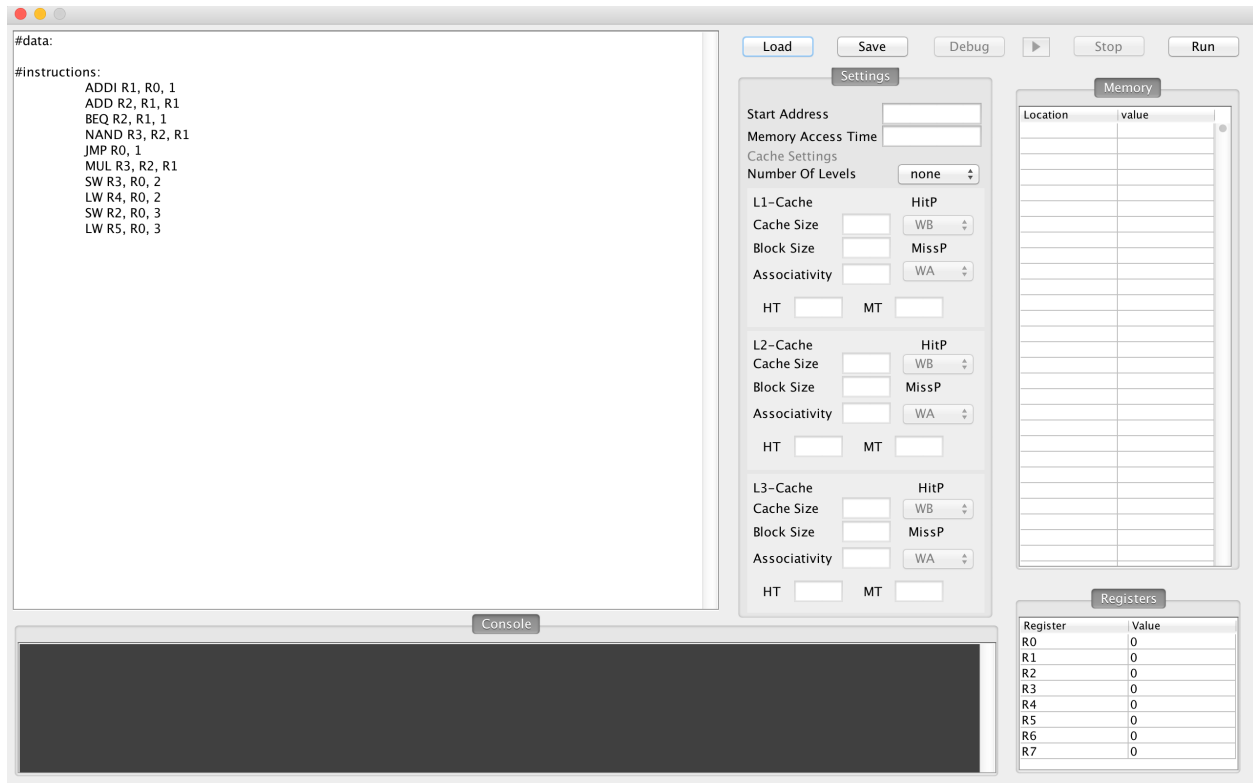 #data:
#instructions:
ADDI R1, R0, 1
ADD R2, R1, R1
BEQ R2, R1, 1
NAND R3, R2, R1
JMP R0, 1
MUL R3, R2, R1
SW R3, R0, 2
LW R4, R0, 2
SW R2, R0, 3
LW R5, R0, 3
Load Save Debug Stop Run
Settings
Start Address
Memory Access Time
Cache Settings
Number Of Levels none
L1-Cache HitP
Cache Size WB
Block Size MissP
Associativity WA
HT MT
L2-Cache HitP
Cache Size WB
Block Size MissP
Associativity WA
HT MT
L3-Cache HitP
Cache Size WB
Block Size MissP
Associativity WA
HT MT
Memory
Location value
Console
Registers
Register Value
R0 0
R1 0
R2 0
R3 0
R4 0
R5 0
R6 0
R7 0